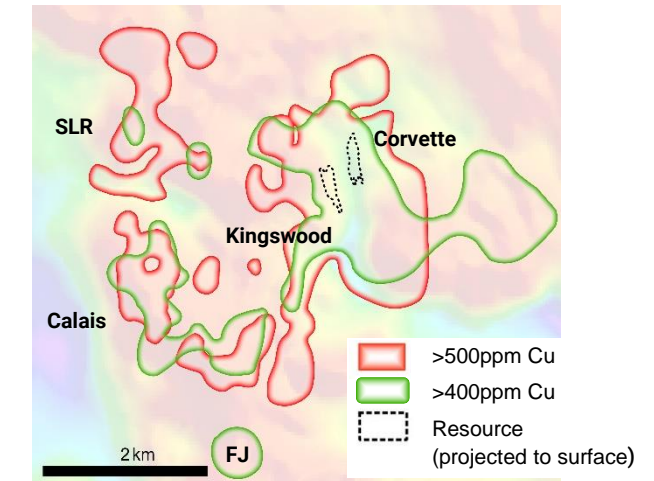 SLR
Corvette
Kingswood
Calais
>500ppm Cu
>400ppm Cu
Resource
(projected to surface)
2 km
FJ